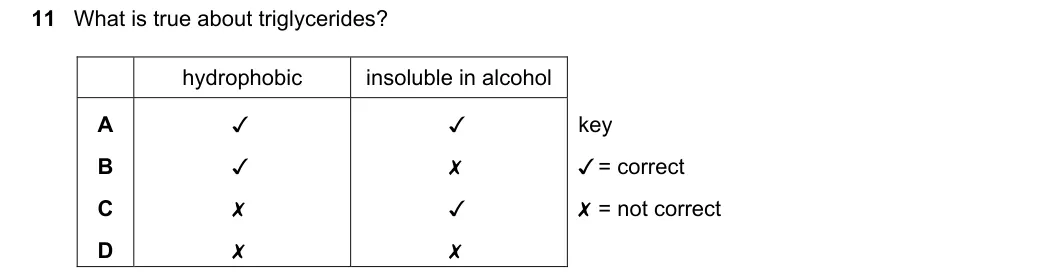 11 What is true about triglycerides?
hydrophobic insoluble in alcohol
A ✓ ✓ key
B ✓ ✗ ✓ = correct
C ✗ ✓ ✗ = not correct
D ✗ ✗